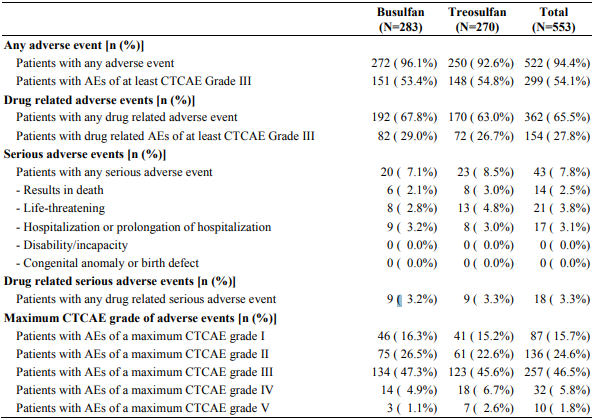 Busulfan Treosulfan Total
(N=283) (N=270) (N=553)
Any adverse event [n (%)]
Patients with any adverse event 272 ( 96.1%) 250 ( 92.6%) 522 ( 94.4%)
Patients with AEs of at least CTCAE Grade III 151 ( 53.4%) 148 ( 54.8%) 299 ( 54.1%)
Drug related adverse events [n (%)]
Patients with any drug related adverse event 192 ( 67.8%) 170 ( 63.0%) 362 ( 65.5%)
Patients with drug related AEs of at least CTCAE Grade III 82 ( 29.0%) 72 ( 26.7%) 154 ( 27.8%)
Serious adverse events [n (%)]
Patients with any serious adverse event 20 ( 7.1%) 23 ( 8.5%) 43 ( 7.8%)
- Results in death 6 ( 2.1%) 8 ( 3.0%) 14 ( 2.5%)
- Life-threatening 8 ( 2.8%) 13 ( 4.8%) 21 ( 3.8%)
- Hospitalization or prolongation of hospitalization 9 ( 3.2%) 8 ( 3.0%) 17 ( 3.1%)
- Disability/incapacity 0 ( 0.0%) 0 ( 0.0%) 0 ( 0.0%)
- Congenital anomaly or birth defect 0 ( 0.0%) 0 ( 0.0%) 0 ( 0.0%)
Drug related serious adverse events [n (%)]
Patients with any drug related serious adverse event 9 ( 3.2%) 9 ( 3.3%) 18 ( 3.3%)
Maximum CTCAE grade of adverse events [n (%)]
Patients with AEs of a maximum CTCAE grade I 46 ( 16.3%) 41 ( 15.2%) 87 ( 15.7%)
Patients with AEs of a maximum CTCAE grade II 75 ( 26.5%) 61 ( 22.6%) 136 ( 24.6%)
Patients with AEs of a maximum CTCAE grade III 134 ( 47.3%) 123 ( 45.6%) 257 ( 46.5%)
Patients with AEs of a maximum CTCAE grade IV 14 ( 4.9%) 18 ( 6.7%) 32 ( 5.8%)
Patients with AEs of a maximum CTCAE grade V 3 ( 1.1%) 7 ( 2.6%) 10 ( 1.8%)